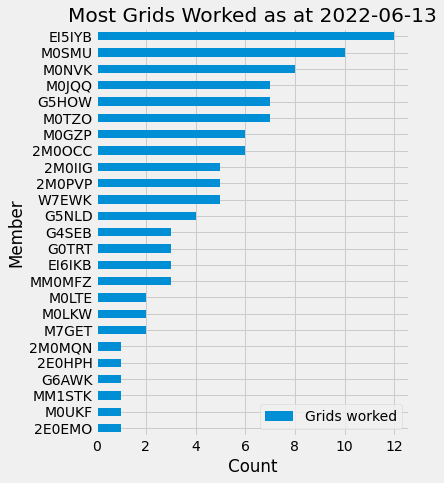 Most Grids Worked as at 2022-06-13
EI5IYB
M0SMU
M0NVK
M0JQQ
G5HOW
M0TZO
M0GZP
2M0OCC
2M0IIG
2M0PVP
W7EWK
G5NLD
G4SEB
G0TRT
EI6IKB
MM0MFZ
M0LTE
M0LKW
M7GET
2M0MQN
2E0HPH
G6AWK
MM1STK
M0UKF
2E0EMO
Member
Grids worked
0 2 4 6 8 10 12
Count